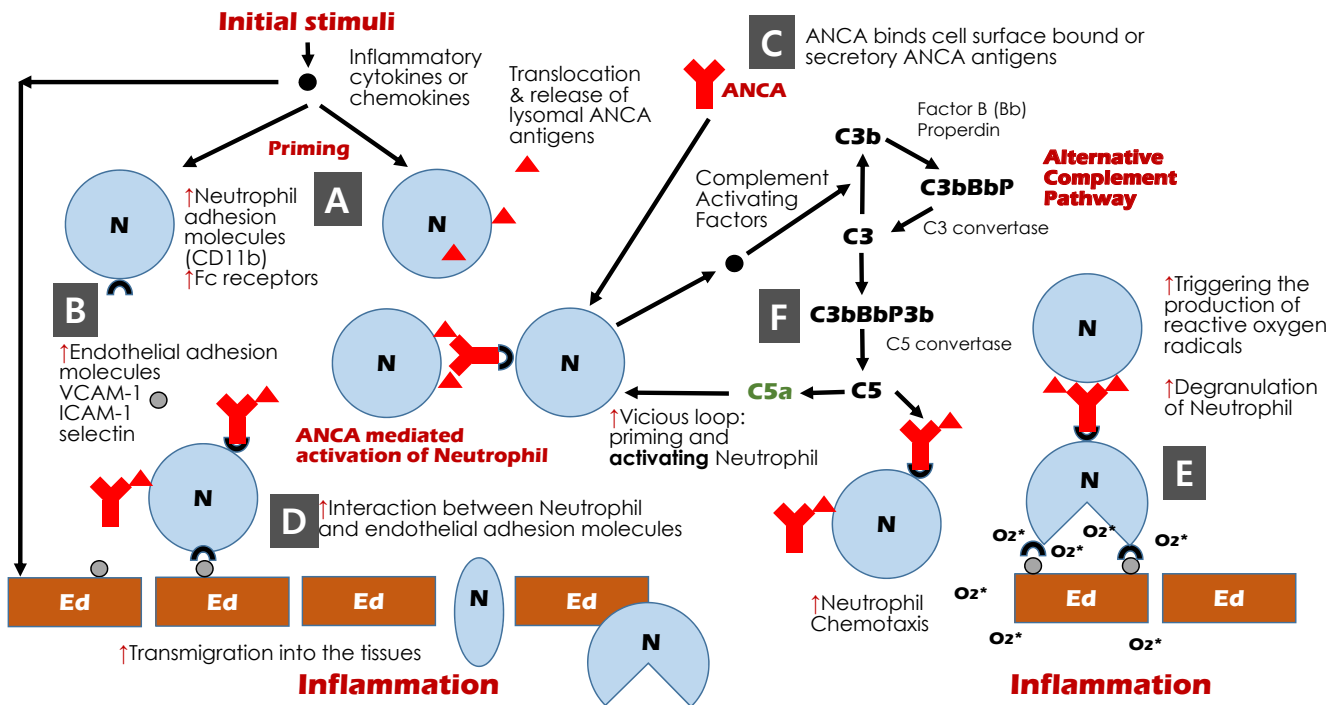 Initial stimuli
Inflammatory
cytokines or
chemokines
Priming
A
Translocation
& release of
lysomal ANCA
antigens
N
↑Neutrophil
adhesion
molecules
(CD11b)
↑Fc receptors
N
B
↑Endothelial adhesion
molecules
VCAM-1
ICAM-1
selectin
C
ANCA binds cell surface bound or
secretory ANCA antigens
ANCA
N
N
ANCA mediated
activation of Neutrophil
Complement
Activating
Factors
C3b
Factor B (Bb)
Properdin
C3bBbP
Alternative
Complement
Pathway
C3
C3 convertase
F
C3bBbP3b
C5 convertase
C5a
C5
↑Vicious loop:
priming and
activating Neutrophil
N
D
↑Interaction between Neutrophil
and endothelial adhesion molecules
Ed
Ed
Ed
N
Ed
N
↑Transmigration into the tissues
Inflammation
N
↑Neutrophil
Chemotaxis
N
↑Triggering the
production of
reactive oxygen
radicals
↑Degranulation
of Neutrophil
E
N
O2*
O2*
O2*
O2*
O2*
Ed
Ed
O2*
O2*
Inflammation